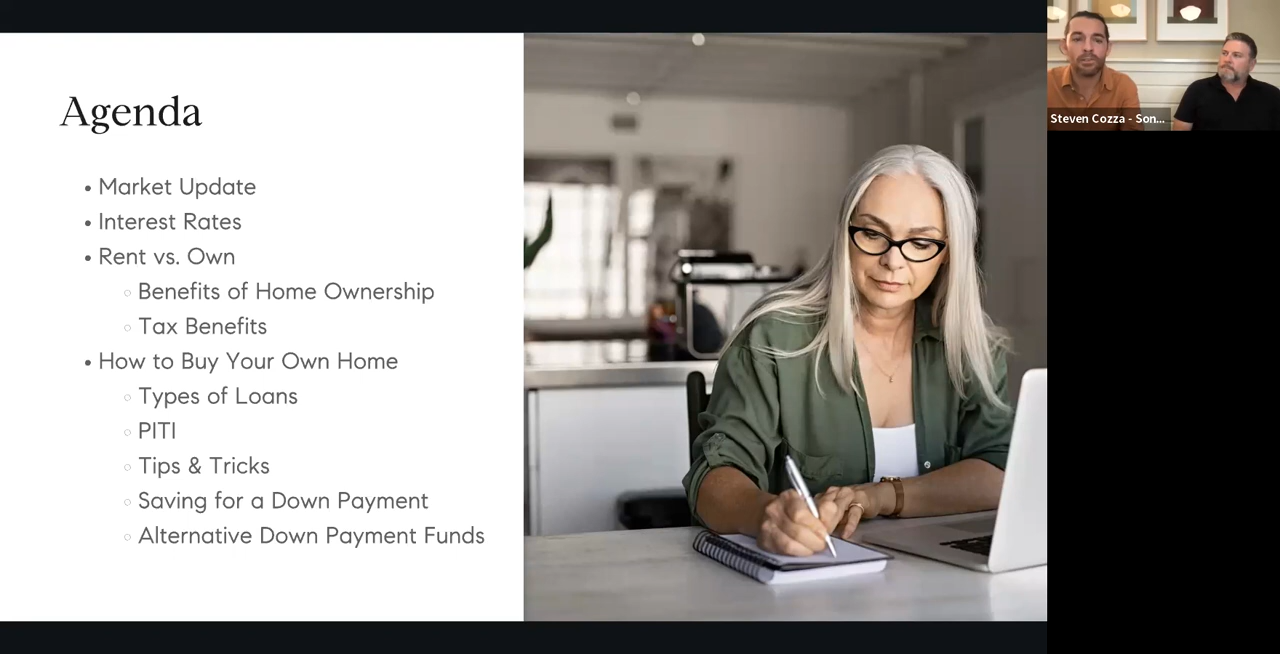 Agenda
• Market Update
• Interest Rates
• Rent vs. Own
○ Benefits of Home Ownership
○ Tax Benefits
• How to Buy Your Own Home
○ Types of Loans
○ PITI
○ Tips & Tricks
○ Saving for a Down Payment
○ Alternative Down Payment Funds
Steven Cozza - Son...